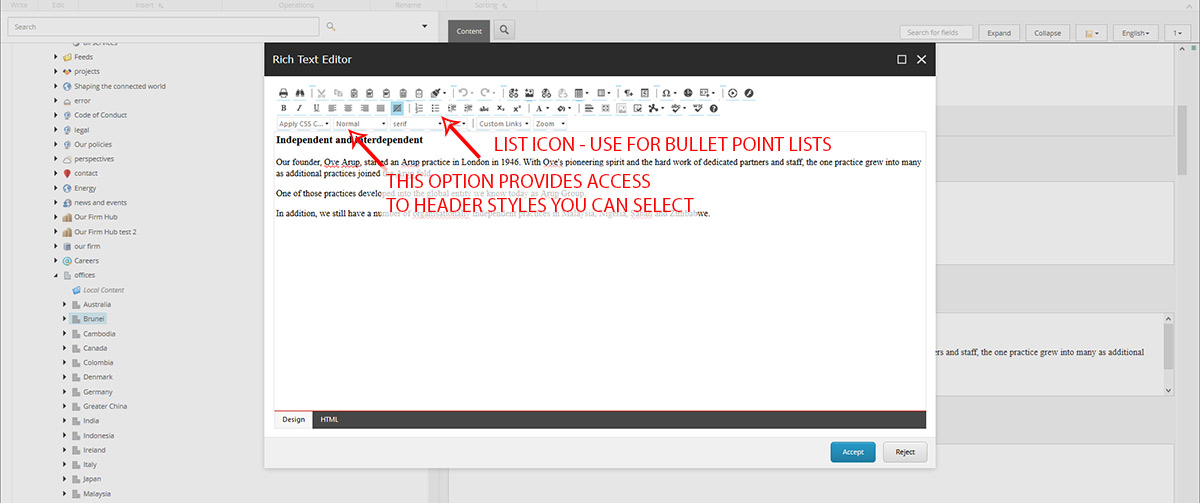 Write Edit Insert Operations Rename Sorting
Search
Content
Search for fields
Expand
Collapse
English
1
Feeds
projects
Shaping the connected world
error
Code of Conduct
legal
Our policies
perspectives
contact
Energy
news and events
Our Firm Hub
Our Firm Hub test 2
our firm
Careers
offices
Local Content
Australia
Brunei
Cambodia
Canada
Colombia
Denmark
Germany
Greater China
India
Indonesia
Ireland
Italy
Japan
Malaysia
Rich Text Editor
Apply CSS C... Normal serif Custom Links Zoom
Independent and interdependent
LIST ICON - USE FOR BULLET POINT LISTS
Our founder, Ove Arup, started an Arup practice in London in 1946. With Ove's pioneering spirit and the hard work of dedicated partners and staff, the one practice grew into many
as additional practices joined the Arup fold.
THIS OPTION PROVIDES ACCESS
One of those practices developed into the global entity we know today as Arup Group
TO HEADER STYLES YOU CAN SELECT
In addition, we still have a number of organisationally independent practices in Malaysia, Nigeria, and Zimbabwe.
Design HTML
Accept
Reject
and staff, the one practice grew into many as additional